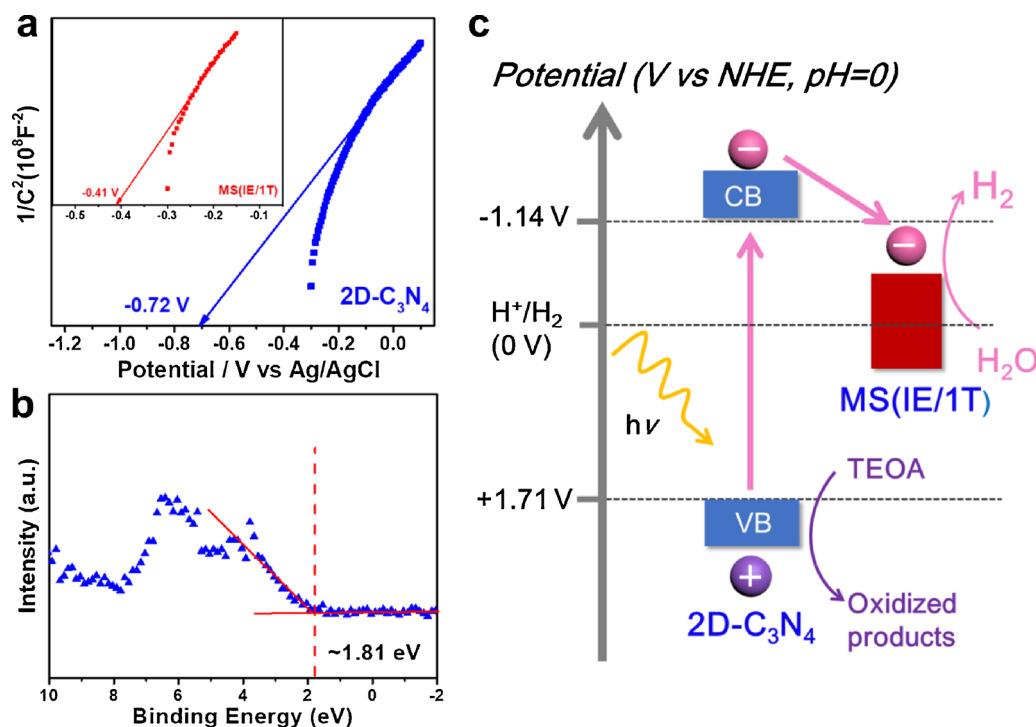 a
1/C²(10⁸F⁻²)
-0.41 V
MS(IE/1T)
-0.5 -0.4 -0.3 -0.2 -0.1
-0.72 V
2D-C₃N₄
-1.2 -1.0 -0.8 -0.6 -0.4 -0.2 0.0
Potential / V vs Ag/AgCl
b
Intensity (a.u.)
~1.81 eV
10 8 6 4 2 0 -2
Binding Energy (eV)
c
Potential (V vs NHE, pH=0)
−
CB
H₂
-1.14 V
−
H⁺/H₂
(0 V)
H₂O
MS(IE/1T)
hν
TEOA
+1.71 V
VB
+
2D-C₃N₄
Oxidized
products